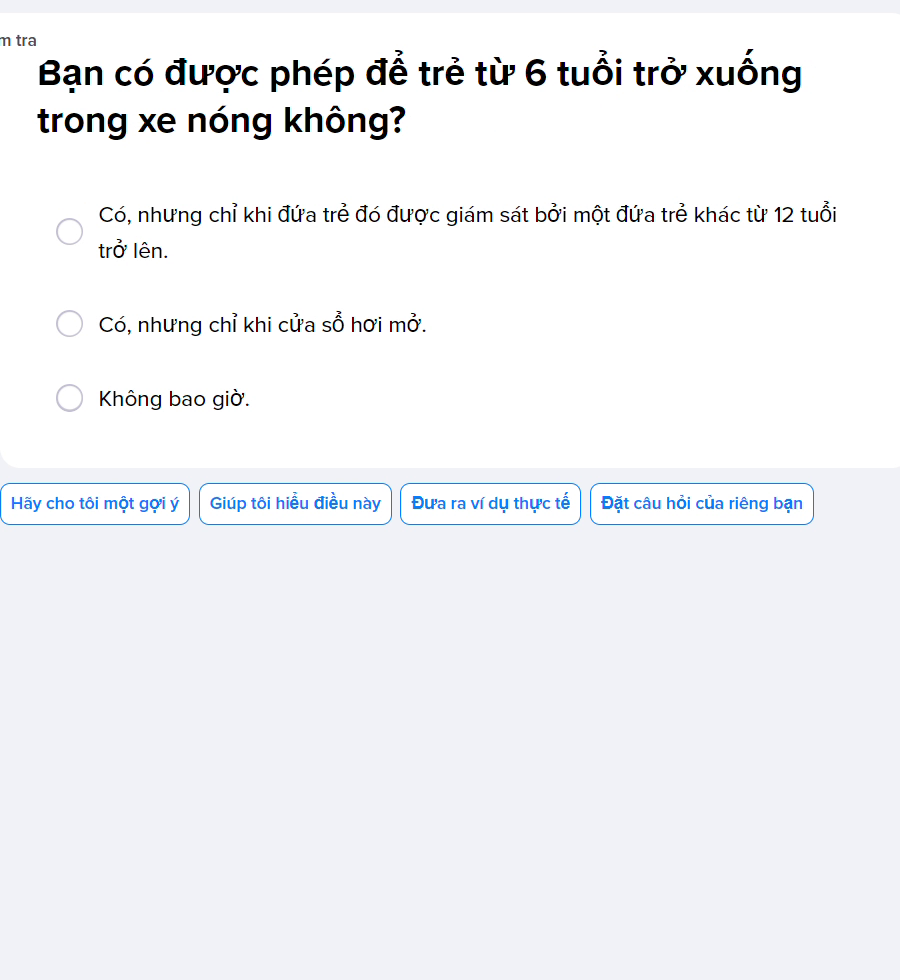 m tra
Bạn có được phép để trẻ từ 6 tuổi trở xuống
trong xe nóng không?
Có, nhưng chỉ khi đứa trẻ đó được giám sát bởi một đứa trẻ khác từ 12 tuổi
trở lên.
Có, nhưng chỉ khi cửa sổ hơi mở.
Không bao giờ.
Hãy cho tôi một gợi ý
Giúp tôi hiểu điều này
Đưa ra ví dụ thực tế
Đặt câu hỏi của riêng bạn